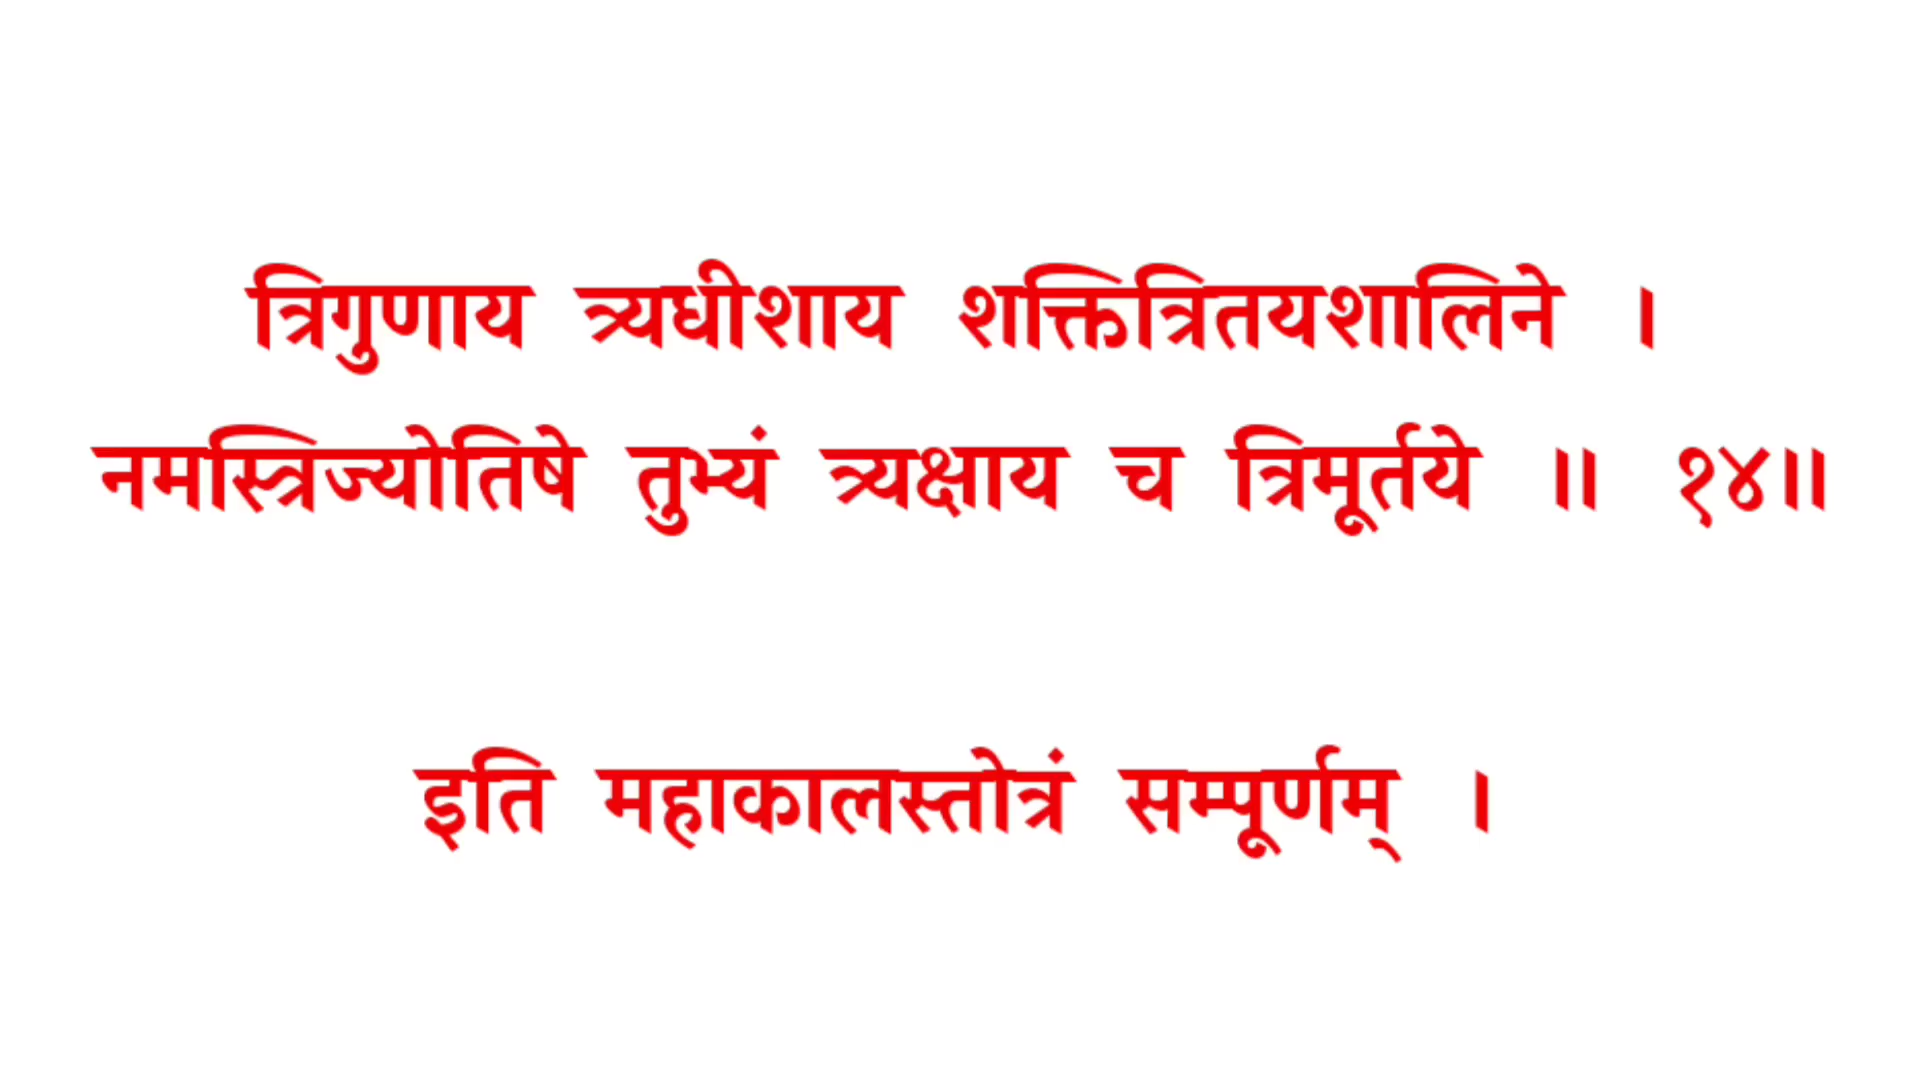 त्रिगुणाय त्र्यधीशाय शक्तित्रितयशालिने ।
नमस्त्रिज्योतिषे तुभ्यं त्र्यक्षाय च त्रिमूर्तये ॥ १४॥
इति महाकालस्तोत्रं सम्पूर्णम् ।